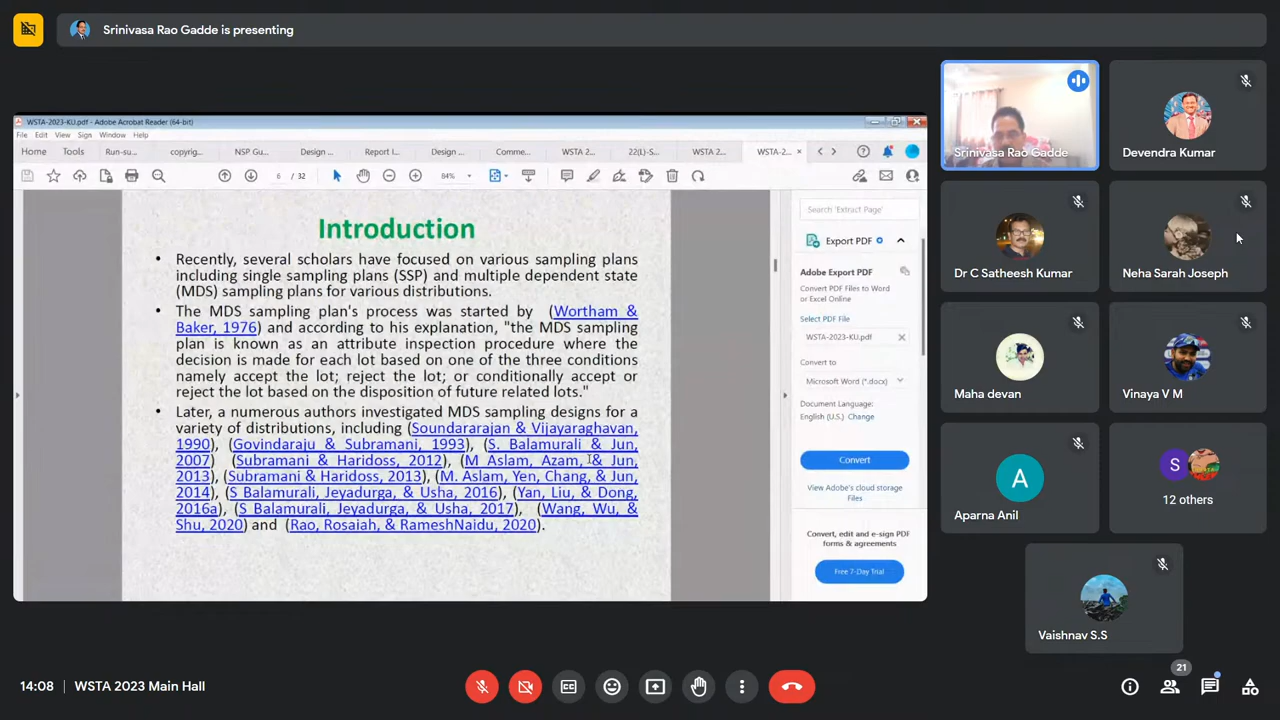 Srinivasa Rao Gadde is presenting
WSTA-2023-KU.pdf - Adobe Acrobat Reader (64-bit)
File Edit View Sign Window Help
Home Tools Run-su... copyrig... NSP Gu... Design ... Report I... Design ... Comme... WSTA 2... 22(L)-S... WSTA 2... WSTA-2... ×
6 / 32 84%
Introduction
• Recently, several scholars have focused on various sampling plans
including single sampling plans (SSP) and multiple dependent state
(MDS) sampling plans for various distributions.
• The MDS sampling plan's process was started by (Wortham &
Baker, 1976) and according to his explanation, "the MDS sampling
plan is known as an attribute inspection procedure where the
decision is made for each lot based on one of the three conditions
namely accept the lot; reject the lot; or conditionally accept or
reject the lot based on the disposition of future related lots."
• Later, a numerous authors investigated MDS sampling designs for a
variety of distributions, including (Soundararajan & Vijayaraghavan,
1990), (Govindaraju & Subramani, 1993), (S. Balamurali & Jun,
2007) (Subramani & Haridoss, 2012), (M Aslam, Azam, & Jun,
2013), (Subramani & Haridoss, 2013), (M. Aslam, Yen, Chang, & Jun,
2014), (S Balamurali, Jeyadurga, & Usha, 2016), (Yan, Liu, & Dong,
2016a), (S Balamurali, Jeyadurga, & Usha, 2017), (Wang, Wu, &
Shu, 2020) and (Rao, Rosaiah, & RameshNaidu, 2020).
Search 'Extract Page'
Export PDF
Adobe Export PDF
Convert PDF Files to Word
or Excel Online
Select PDF File
WSTA-2023-KU.pdf ×
Convert to
Microsoft Word (*.docx)
Document Language:
English (U.S.) Change
Convert
View Adobe's cloud storage
Files
Convert, edit and e-sign PDF
forms & agreements
Free 7-Day Trial
Srinivasa Rao Gadde
Devendra Kumar
Dr C Satheesh Kumar
Neha Sarah Joseph
Maha devan
Vinaya V M
A
Aparna Anil
S
12 others
Vaishnav S.S
14:08 | WSTA 2023 Main Hall
21